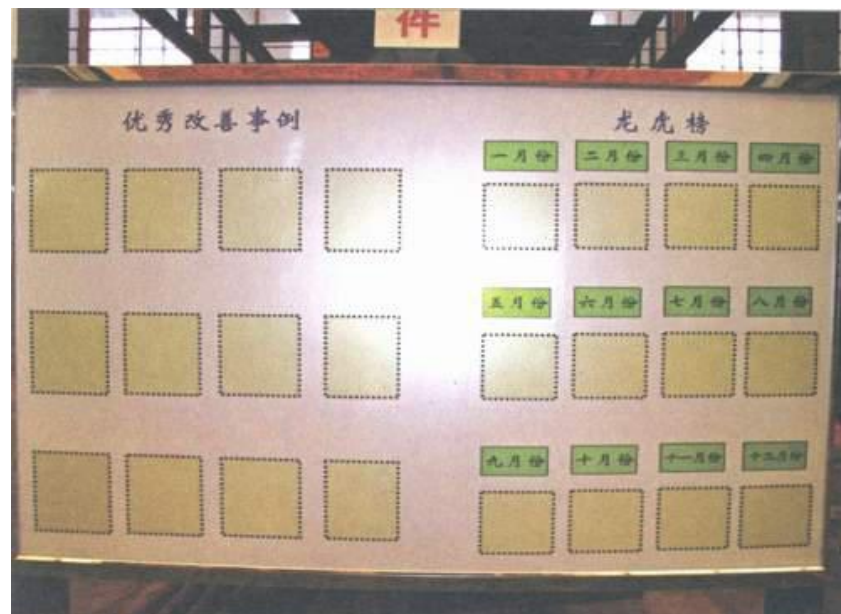 件
优秀改善事例
龙虎榜
一月份 二月份 三月份 四月份
五月份 六月份 七月份 八月份
九月份 十月份 十一月份 十二月份